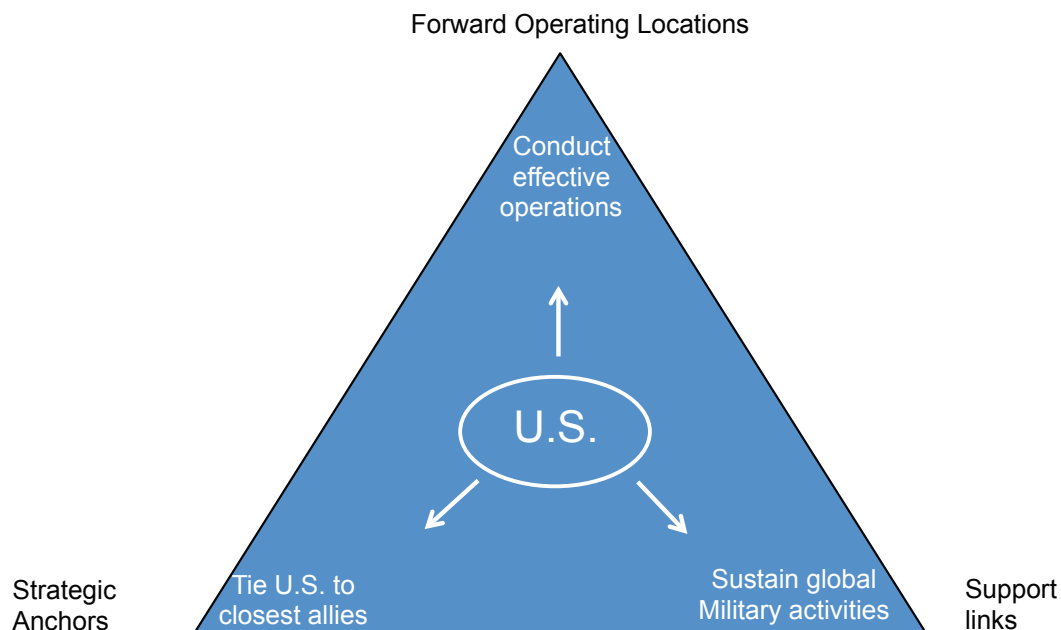 Forward Operating Locations
Conduct
effective
operations
U.S.
Strategic
Anchors
Tie U.S. to
closest allies
Sustain global
Military activities
Support
links